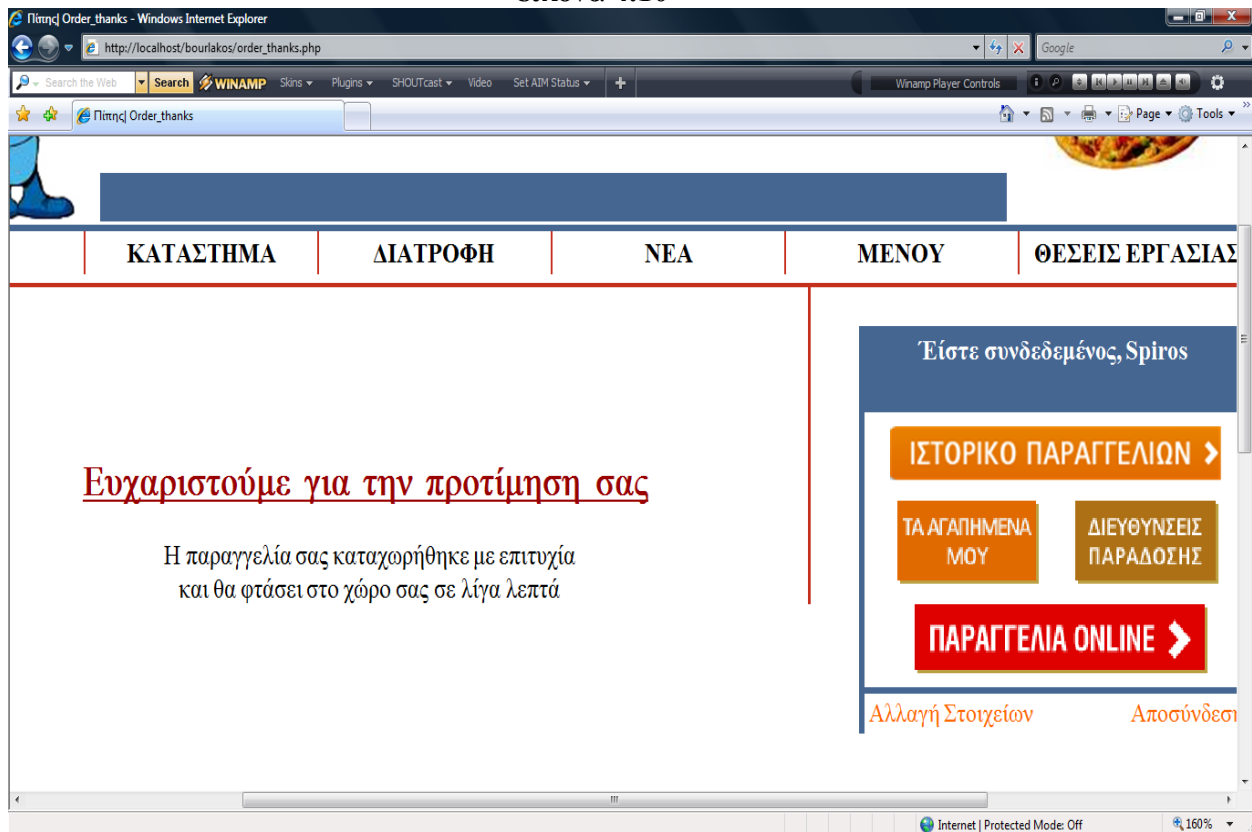 Πίτης| Order_thanks - Windows Internet Explorer
http://localhost/bourlakos/order_thanks.php
Google
Search the Web Search WINAMP Skins Plugins SHOUTcast Video Set AIM Status Winamp Player Controls
Πίτης| Order_thanks
Page Tools
ΚΑΤΑΣΤΗΜΑ ΔΙΑΤΡΟΦΗ ΝΕΑ ΜΕΝΟΥ ΘΕΣΕΙΣ ΕΡΓΑΣΙΑΣ
Έίστε συνδεδεμένος, Spiros
ΙΣΤΟΡΙΚΟ ΠΑΡΑΓΓΕΛΙΩΝ
Ευχαριστούμε για την προτίμηση σας
ΤΑ ΑΓΑΠΗΜΕΝΑ
ΜΟΥ
ΔΙΕΥΘΥΝΣΕΙΣ
ΠΑΡΑΔΟΣΗΣ
Η παραγγελία σας καταχωρήθηκε με επιτυχία
και θα φτάσει στο χώρο σας σε λίγα λεπτά
ΠΑΡΑΓΓΕΛΙΑ ONLINE
Αλλαγή Στοιχείων Αποσύνδεση
Internet | Protected Mode: Off 160%